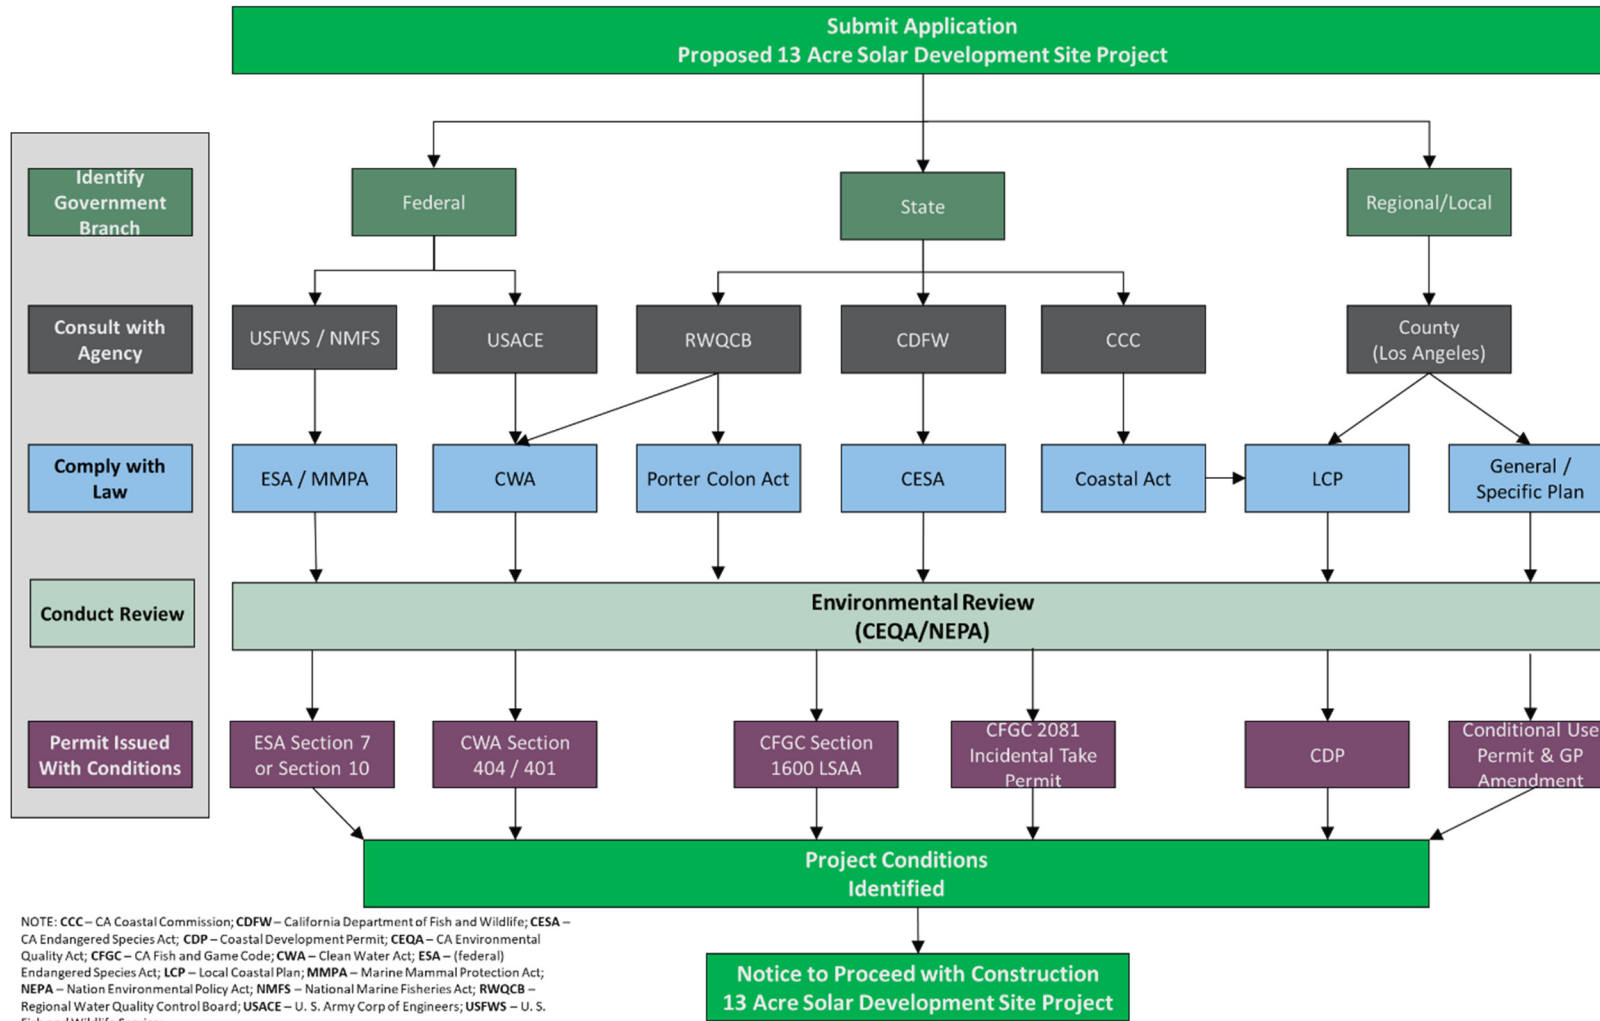 Submit Application
Proposed 13 Acre Solar Development Site Project
Identify
Government
Branch
Federal
State
Regional/Local
Consult with
Agency
USFWS / NMFS
USACE
RWQCB
CDFW
CCC
County
(Los Angeles)
Comply with
Law
ESA / MMPA
CWA
Porter Colon Act
CESA
Coastal Act
LCP
General /
Specific Plan
Conduct Review
Environmental Review
(CEQA/NEPA)
Permit Issued
With Conditions
ESA Section 7
or Section 10
CWA Section
404 / 401
CFGC Section
1600 LSAA
CFGC 2081
Incidental Take
Permit
CDP
Conditional Use
Permit & GP
Amendment
Project Conditions
Identified
NOTE: CCC – CA Coastal Commission; CDFW – California Department of Fish and Wildlife; CESA –
CA Endangered Species Act; CDP – Coastal Development Permit; CEQA – CA Environmental
Quality Act; CFGC – CA Fish and Game Code; CWA – Clean Water Act; ESA – (federal)
Endangered Species Act; LCP – Local Coastal Plan; MMPA – Marine Mammal Protection Act;
NEPA – Nation Environmental Policy Act; NMFS – National Marine Fisheries Act; RWQCB –
Regional Water Quality Control Board; USACE – U. S. Army Corp of Engineers; USFWS – U. S.
Fish and Wildlife Service
Notice to Proceed with Construction
13 Acre Solar Development Site Project